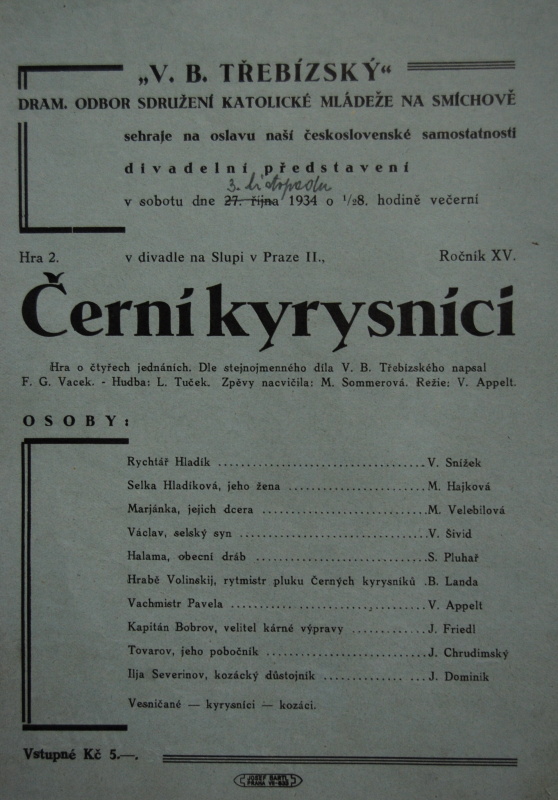 „V. B. TŘEBÍZSKÝ“
DRAM. ODBOR SDRUŽENÍ KATOLICKÉ MLÁDEŽE NA SMÍCHOVĚ
sehraje na oslavu naší československé samostatnosti
divadelní představení
3. listopadu
v sobotu dne 27. října 1934 o 1/28. hodině večerní
Hra 2. v divadle na Slupi v Praze II., Ročník XV.
Černí kyrysníci
Hra o čtyřech jednáních. Dle stejnojmenného díla V. B. Třebizského napsal
F. G. Vacek. - Hudba: L. Tuček. Zpěvy nacvičila: M. Sommerová. Režie: V. Appelt.
OSOBY:
Rychtář Hladík ... V. Snížek
Selka Hladíková, jeho žena ... M. Hajková
Marjánka, jejich dcera ... M. Velebilová
Václav, selský syn ... V. Šivid
Halama, obecní dráb ... S. Pluhař
Hrabě Volinskij, rytmistr pluku Černých kyrysníků . B. Landa
Vachmistr Pavela ... V. Appelt
Kapitán Bobrov, velitel kárné výpravy ... J. Friedl
Tovarov, jeho pobočník ... J. Chrudimský
Ilja Severinov, kozácký důstojník ... J. Dominik
Vesničané — kyrysníci — kozáci.
Vstupné Kč 5.—.
JOSEF BARTL